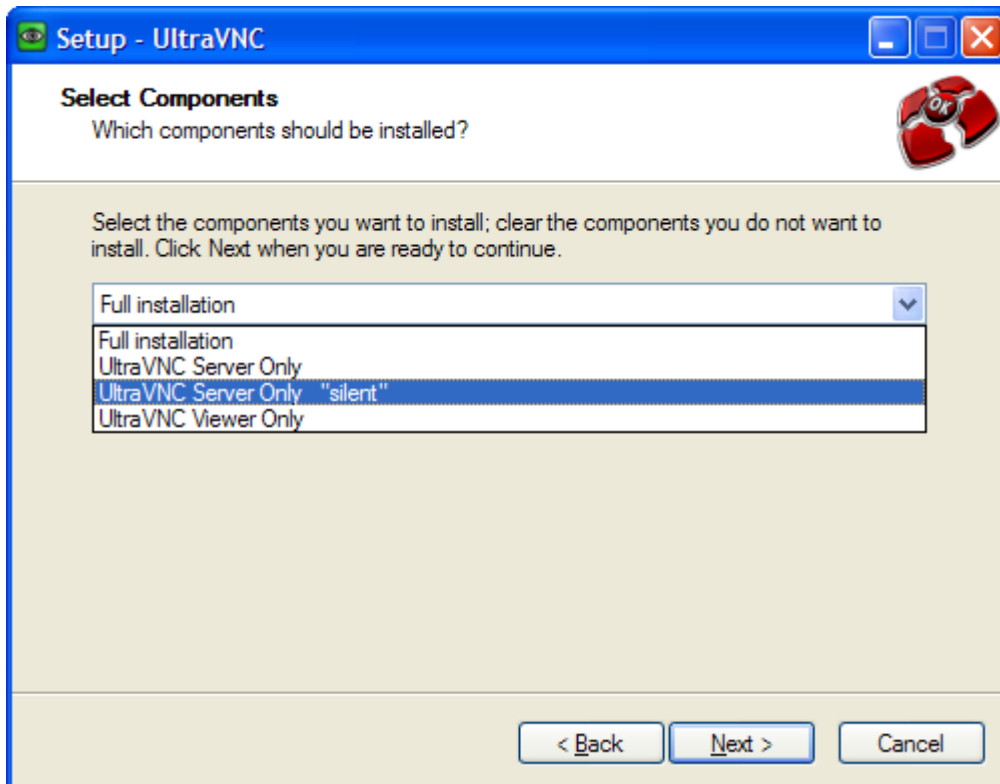 Setup - UltraVNC
Select Components
Which components should be installed?
OK
Select the components you want to install; clear the components you do not want to
install. Click Next when you are ready to continue.
Full installation
Full installation
UltraVNC Server Only
UltraVNC Server Only "silent"
UltraVNC Viewer Only
< Back Next > Cancel